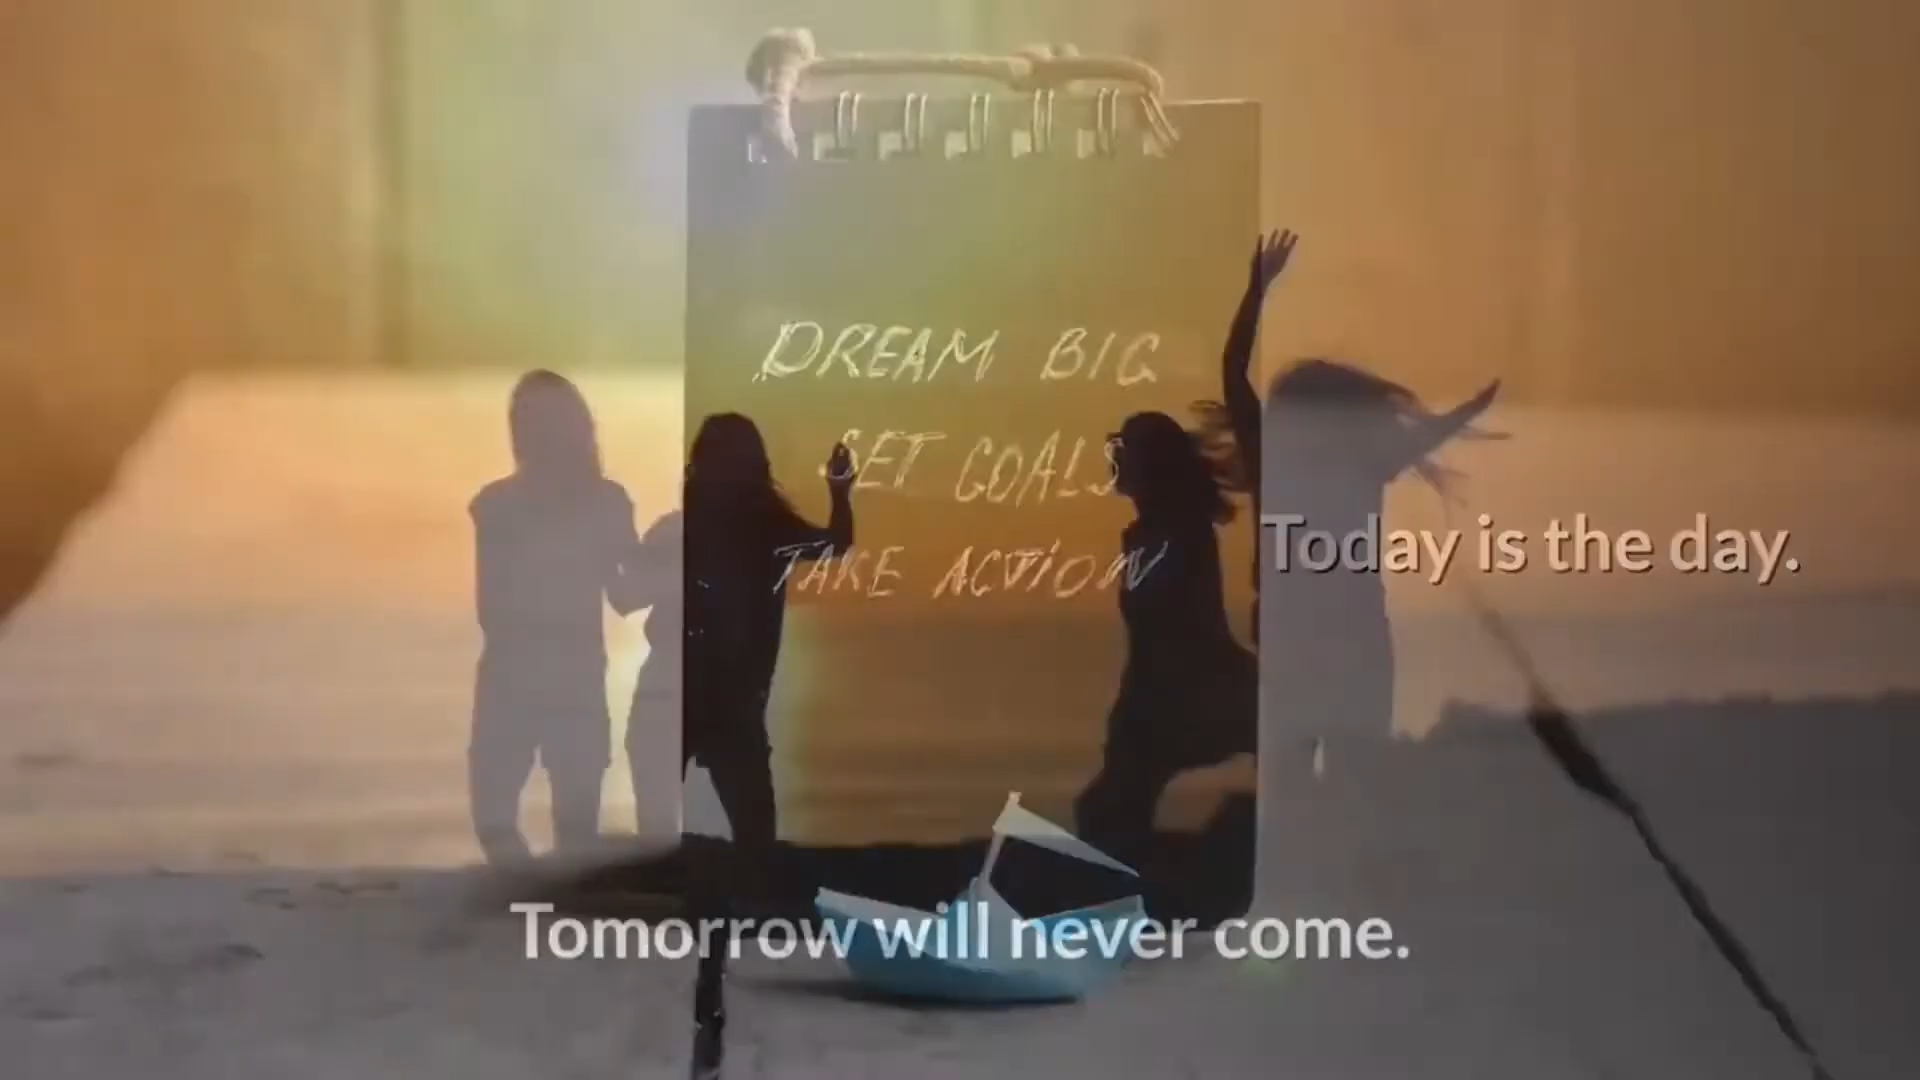 DREAM BIG
SET GOALS
TAKE ACTION
Today is the day.
Tomorrow will never come.